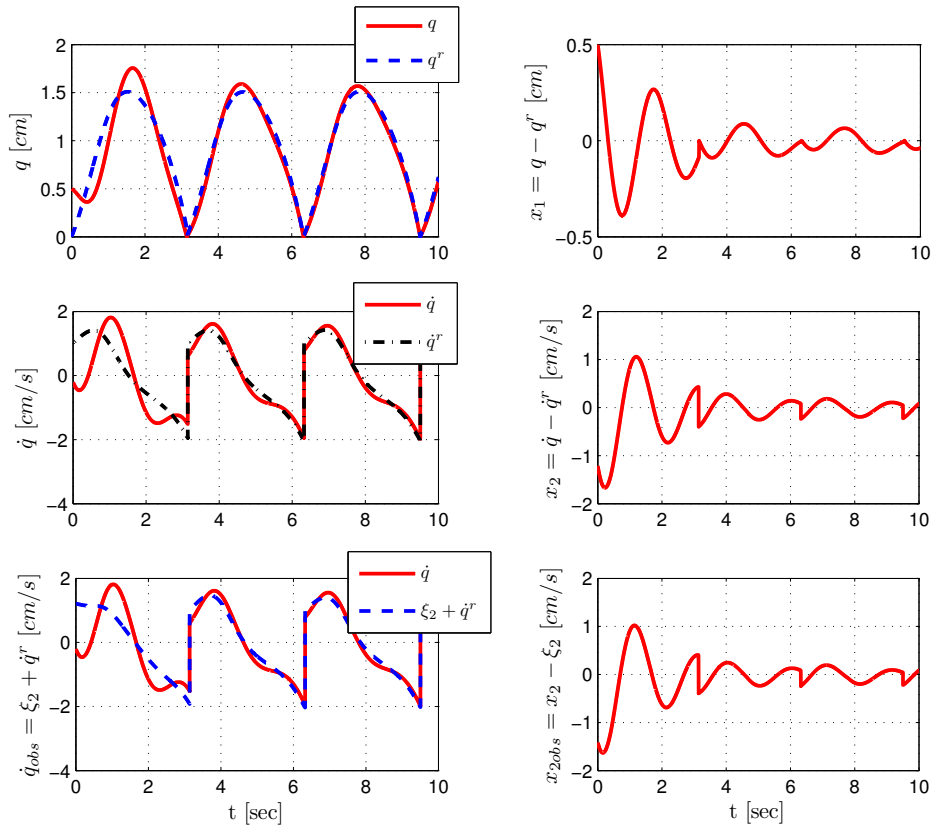 q
q^r
2
1.5
1
0.5
0
0 2 4 6 8 10
q [cm]
0.5
0
−0.5
0 2 4 6 8 10
x_1 = q − q^r [cm]
q̇
q̇^r
2
0
−2
−4
0 2 4 6 8 10
q̇ [cm/s]
2
1
0
−1
−2
0 2 4 6 8 10
x_2 = q̇ − q̇^r [cm/s]
q̇
ξ_2 + q̇^r
2
0
−2
−4
0 2 4 6 8 10
q̇_{obs} = ξ_2 + q̇^r [cm/s]
t [sec]
2
1
0
−1
−2
0 2 4 6 8 10
x_{2obs} = x_2 − ξ_2 [cm/s]
t [sec]